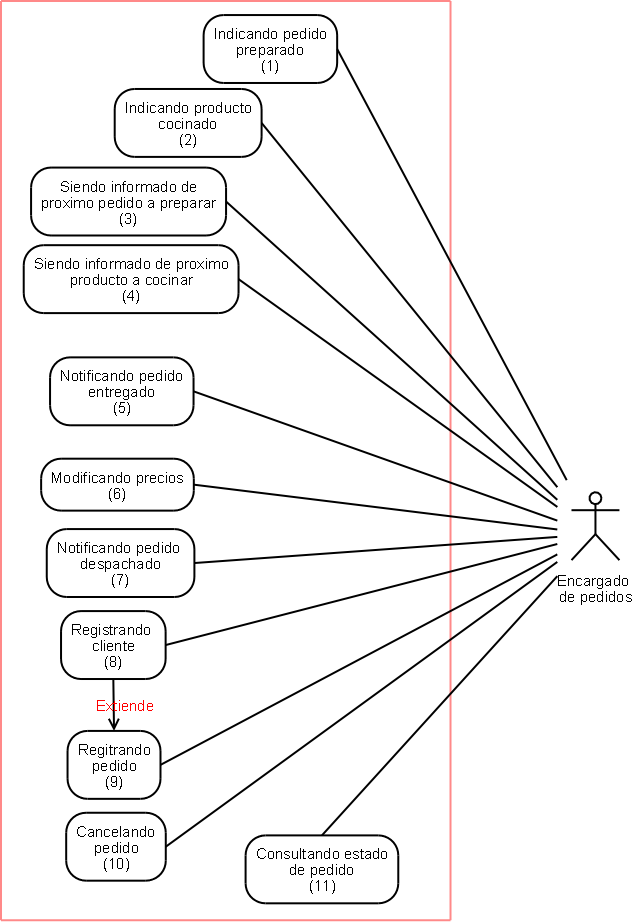 Indicando pedido
preparado
(1)
Indicando producto
cocinado
(2)
Siendo informado de
proximo pedido a preparar
(3)
Siendo informado de proximo
producto a cocinar
(4)
Notificando pedido
entregado
(5)
Modificando precios
(6)
Notificando pedido
despachado
(7)
Encargado
de pedidos
Registrando
cliente
(8)
Extiende
Regitrando
pedido
(9)
Cancelando
pedido
(10)
Consultando estado
de pedido
(11)